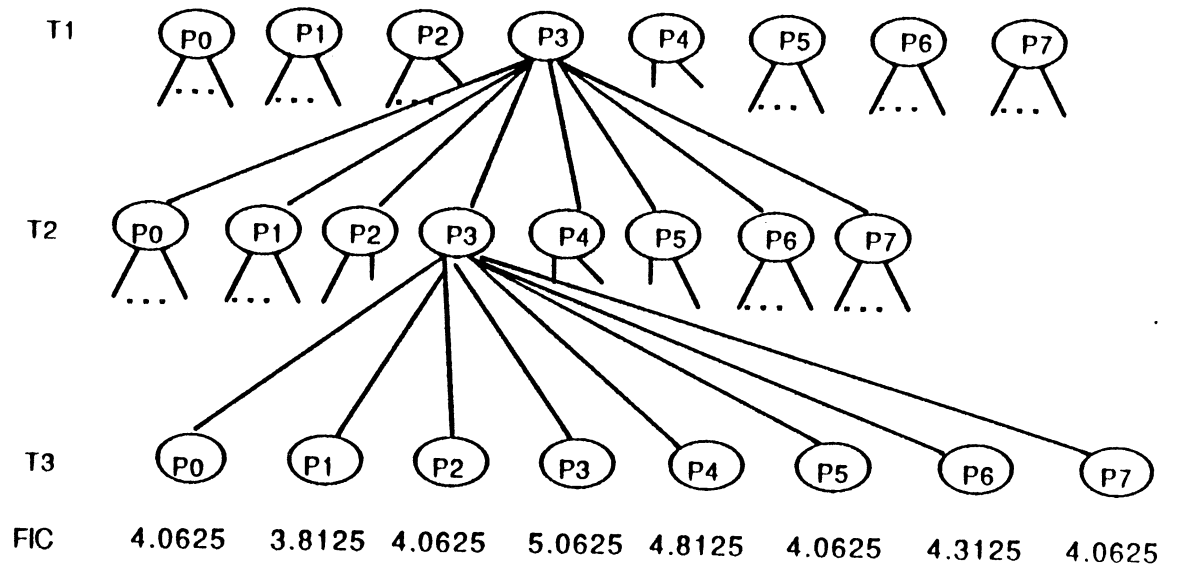 T1 P0 P1 P2 P3 P4 P5 P6 P7
... ... ... ... ... ...
T2 P0 P1 P2 P3 P4 P5 P6 P7
... ... ... ...
T3 P0 P1 P2 P3 P4 P5 P6 P7
FIC 4.0625 3.8125 4.0625 5.0625 4.8125 4.0625 4.3125 4.0625